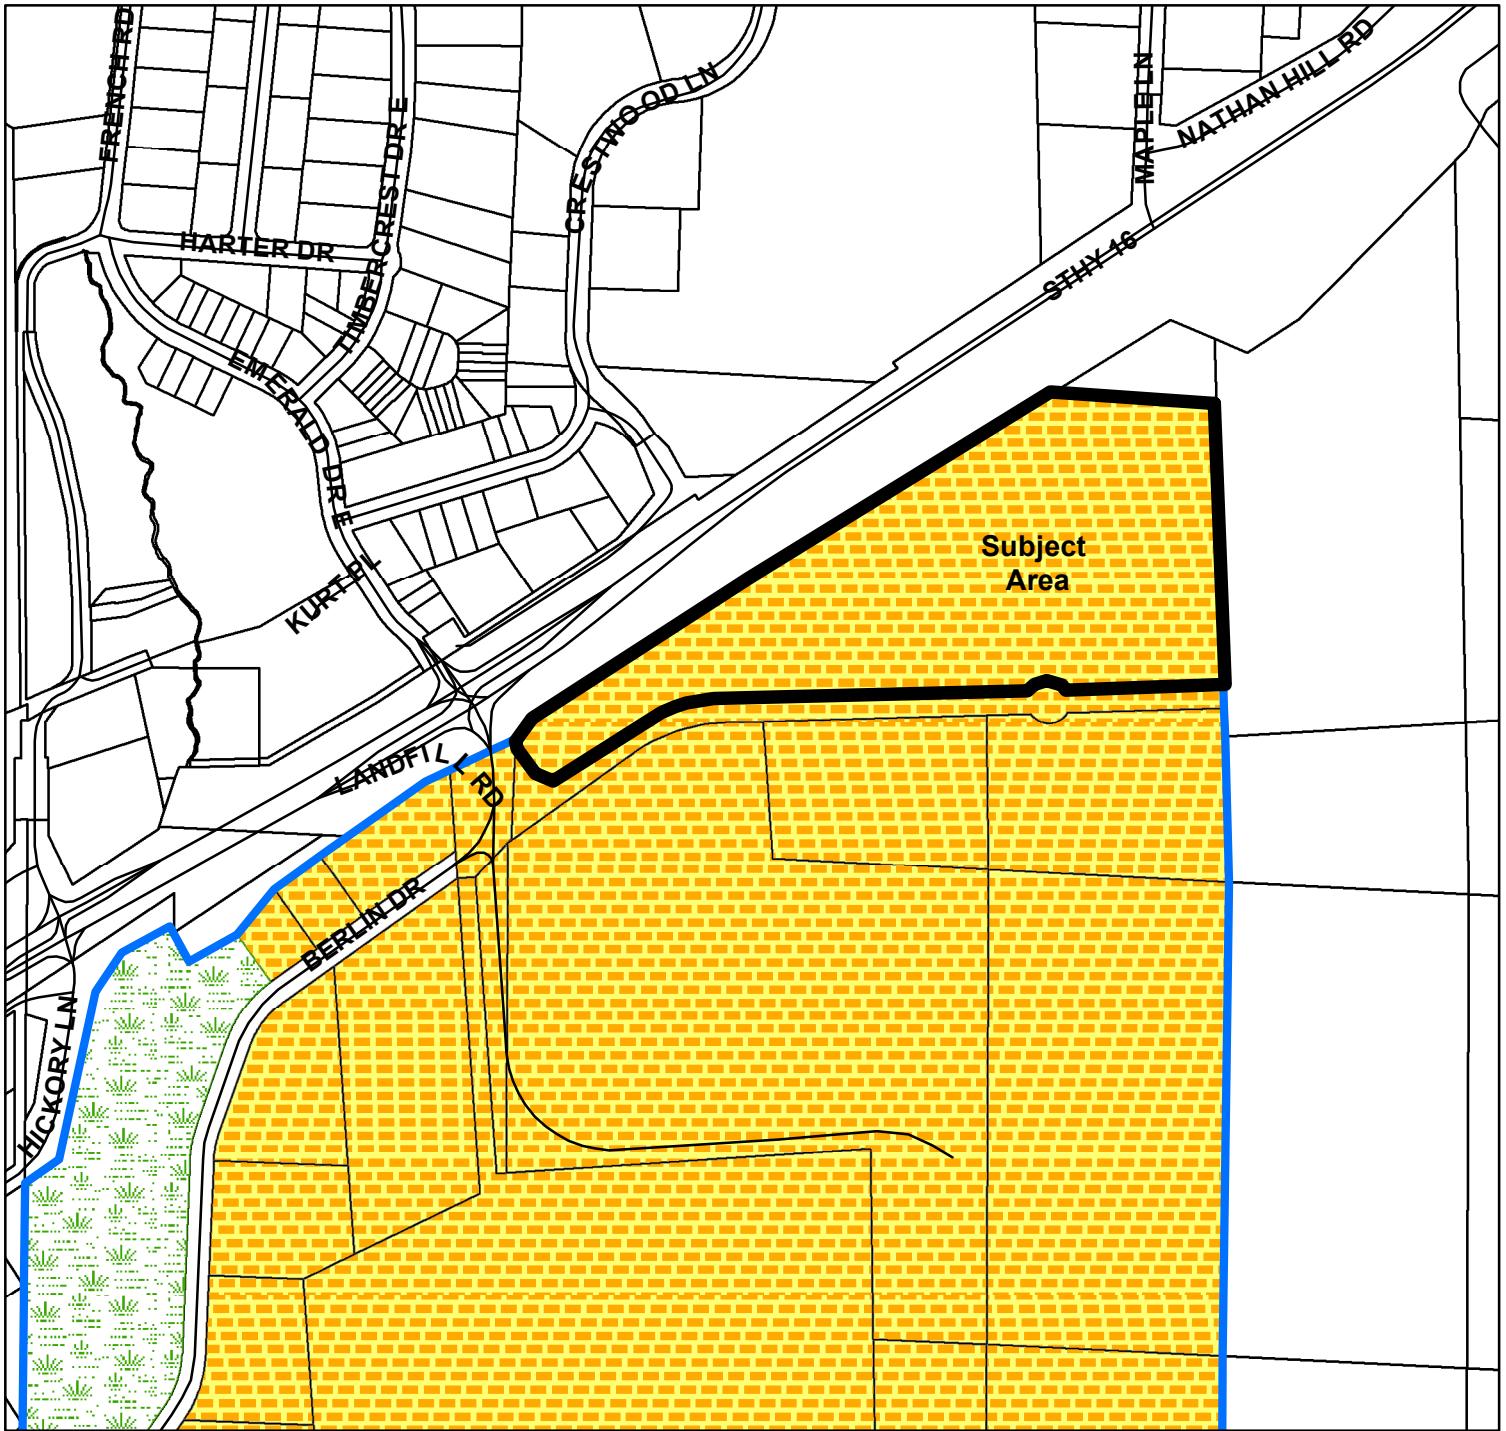 FRENCH RD
HARTER DR
TIMBERCREST DR E
CRESTWOOD LN
MAPLE LN
NATHAN HILL RD
STHY 16
EMERALD DR E
KURT PL
Subject
Area
LANDFILL RD
BERLIN DR
HICKORY LN